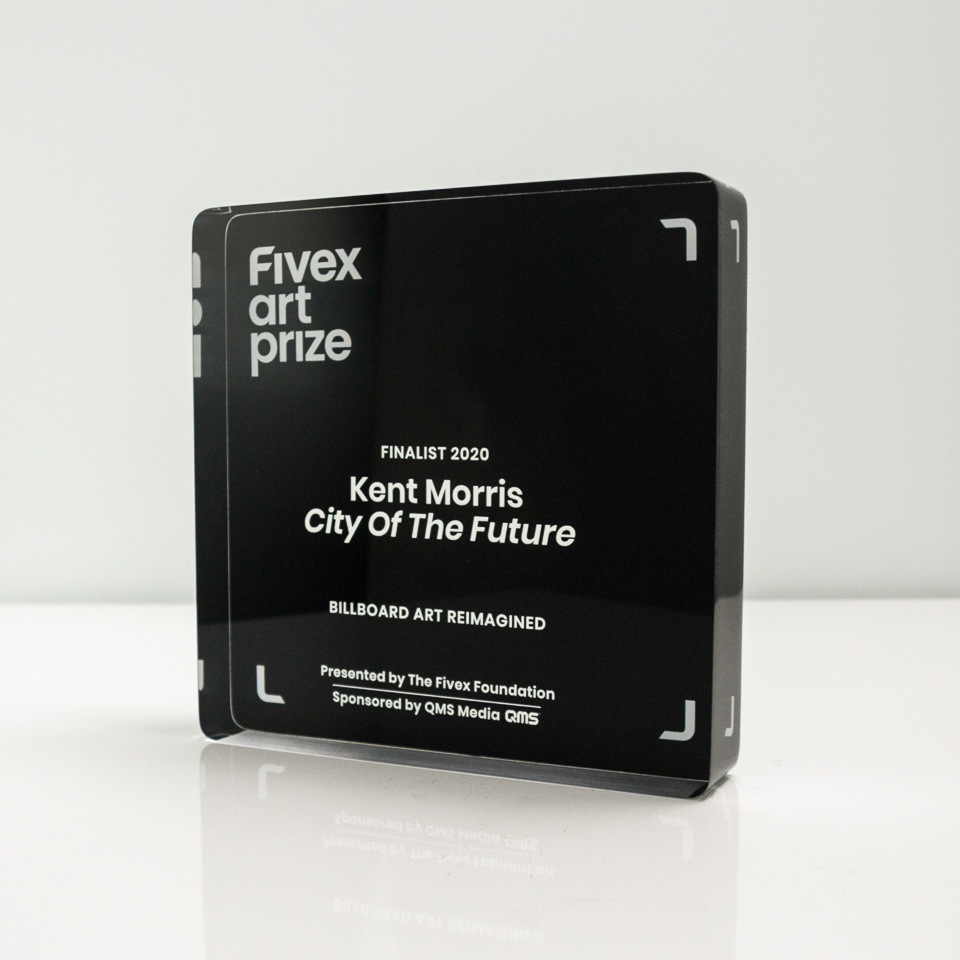 Fivex
art
prize
FINALIST 2020
Kent Morris
City Of The Future
BILLBOARD ART REIMAGINED
Presented by The Fivex Foundation
Sponsored by QMS Media QMS